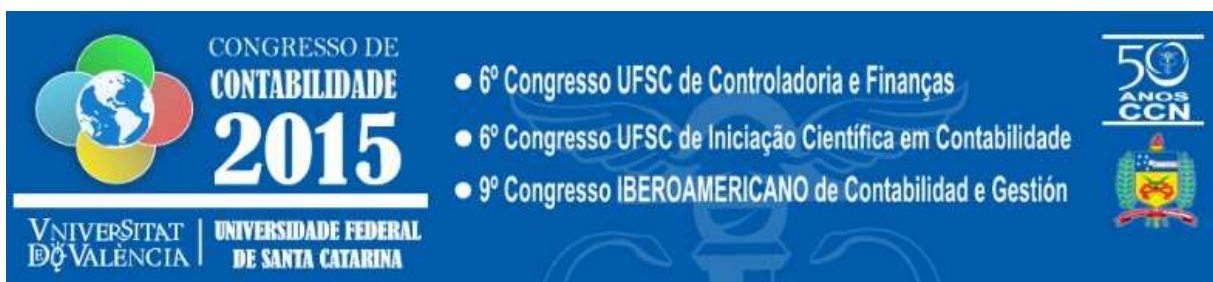 CONGRESSO DE
CONTABILIDADE
2015
VNIVERSITAT
DE VALÈNCIA
UNIVERSIDADE FEDERAL
DE SANTA CATARINA
6º Congresso UFSC de Controladoria e Finanças
6º Congresso UFSC de Iniciação Científica em Contabilidade
9º Congresso IBEROAMERICANO de Contabilidad e Gestión
50
ANOS
CCN